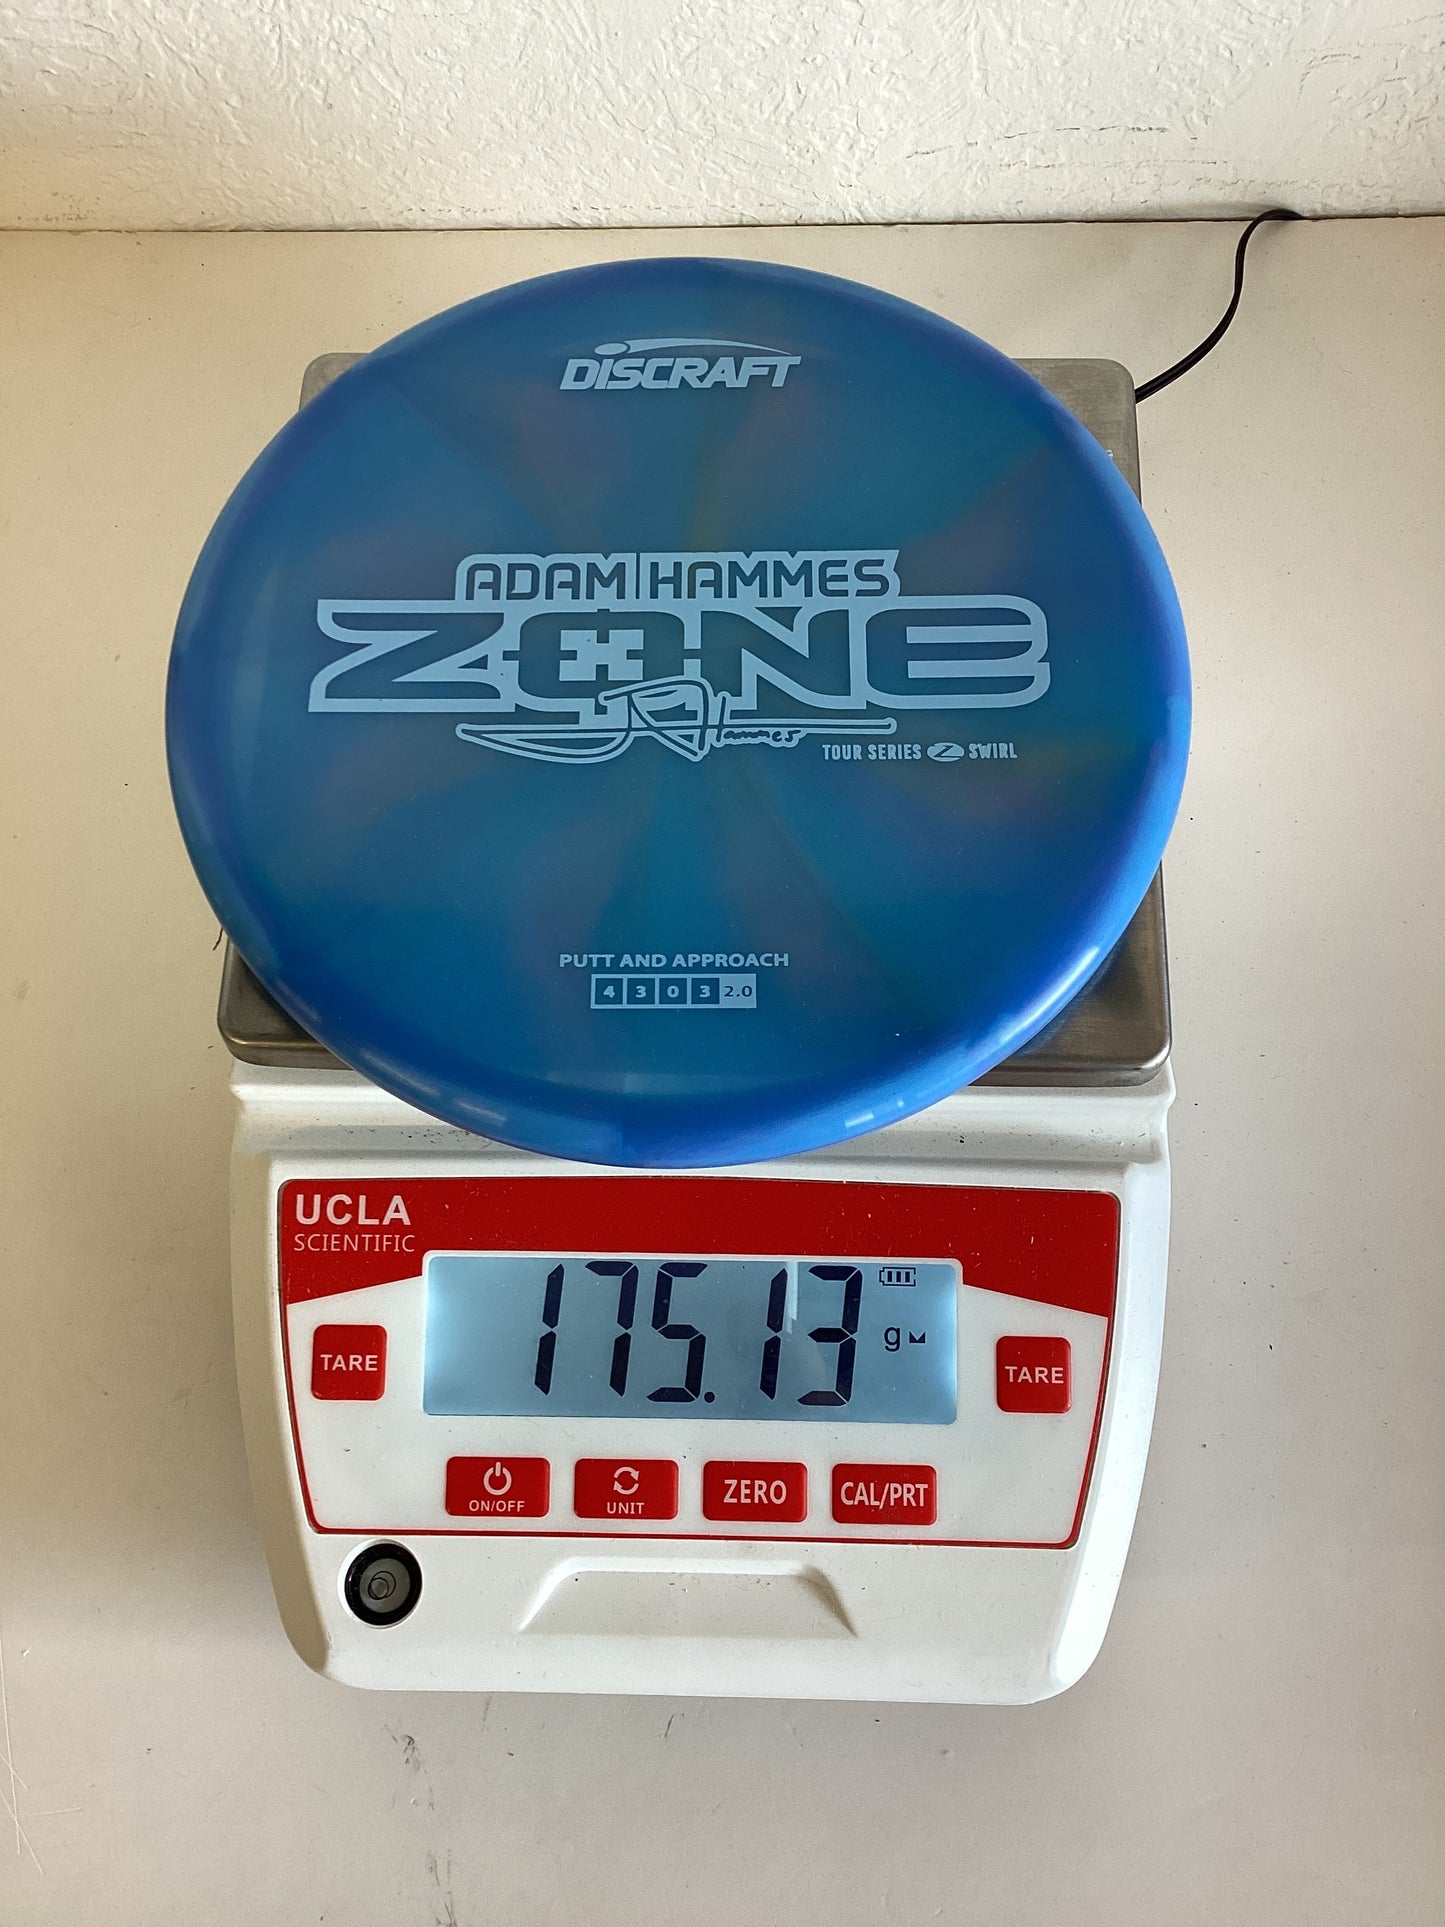 DISCRAFT
ADAM HAMMES
ZONE
Hammes
TOUR SERIES Z SWIRL
PUTT AND APPROACH
4 3 0 3 2.0
UCLA
SCIENTIFIC
175.13 g
TARE TARE
ON/OFF UNIT ZERO CAL/PRT